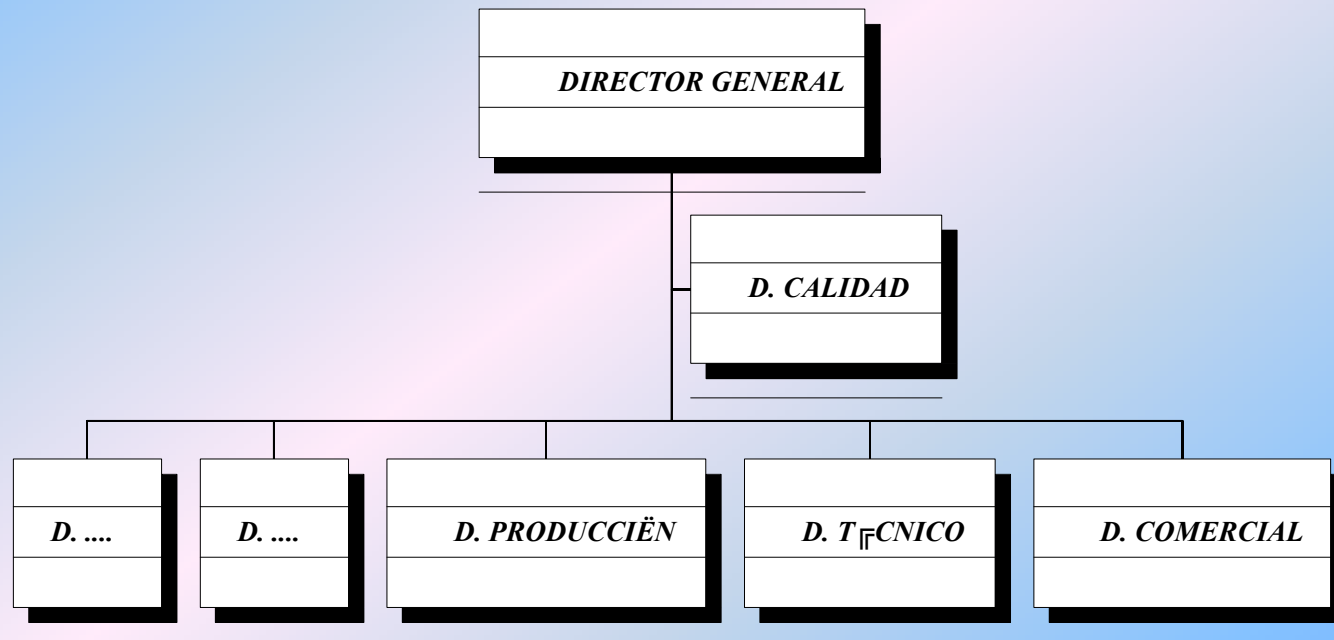 DIRECTOR GENERAL
D. CALIDAD
D. ....
D. ....
D. PRODUCCIËN
D. T╔CNICO
D. COMERCIAL